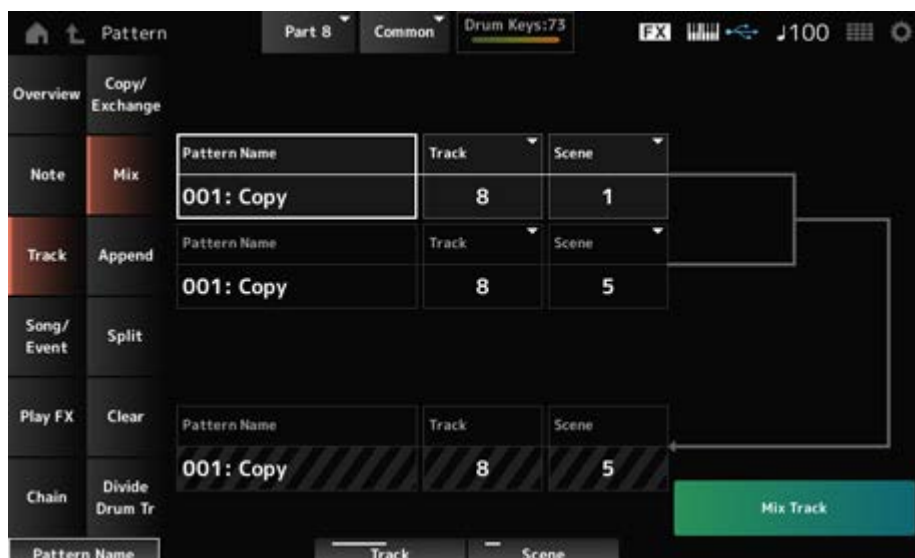 Pattern
Part 8
Common
Drum Keys:73
FX
♩100
Overview
Copy/
Exchange
Note
Mix
Pattern Name
Track
Scene
001: Copy
8
1
Track
Append
Pattern Name
Track
Scene
001: Copy
8
5
Song/
Event
Split
Play FX
Clear
Pattern Name
Track
Scene
001: Copy
8
5
Chain
Divide
Drum Tr
Mix Track
Pattern Name
Track
Scene